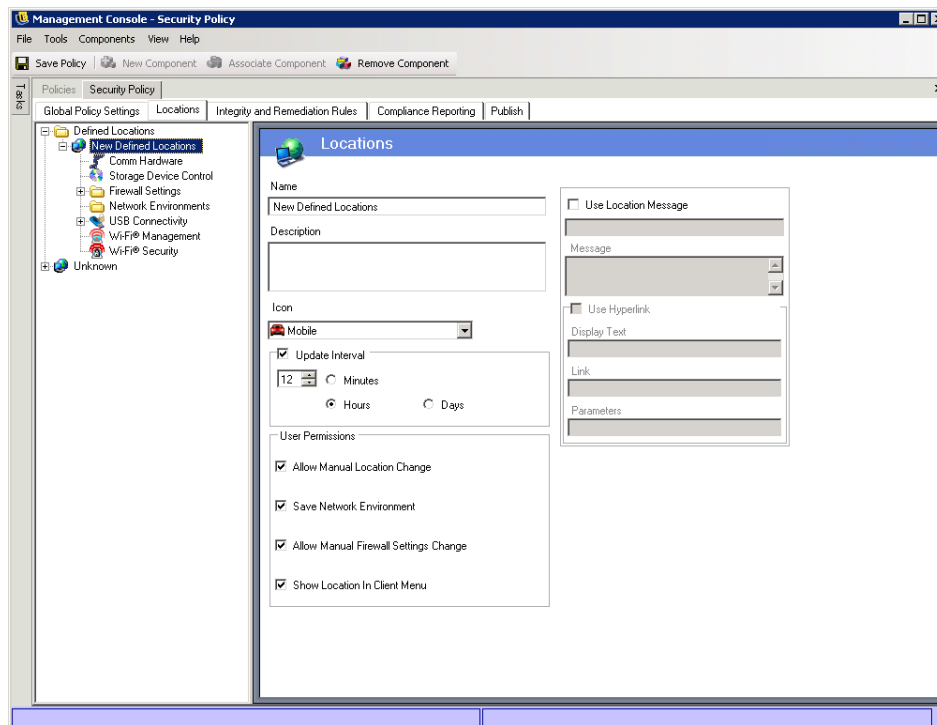 Management Console - Security Policy
File Tools Components View Help
Save Policy New Component Associate Component Remove Component
Tasks
Policies Security Policy
Global Policy Settings Locations Integrity and Remediation Rules Compliance Reporting Publish
Defined Locations
New Defined Locations
Comm Hardware
Storage Device Control
Firewall Settings
Network Environments
USB Connectivity
Wi-Fi® Management
Wi-Fi® Security
Unknown
Locations
Name
New Defined Locations
Description
Icon
Mobile
Update Interval
12 Minutes
Hours Days
User Permissions
Allow Manual Location Change
Save Network Environment
Allow Manual Firewall Settings Change
Show Location In Client Menu
Use Location Message
Message
Use Hyperlink
Display Text
Link
Parameters